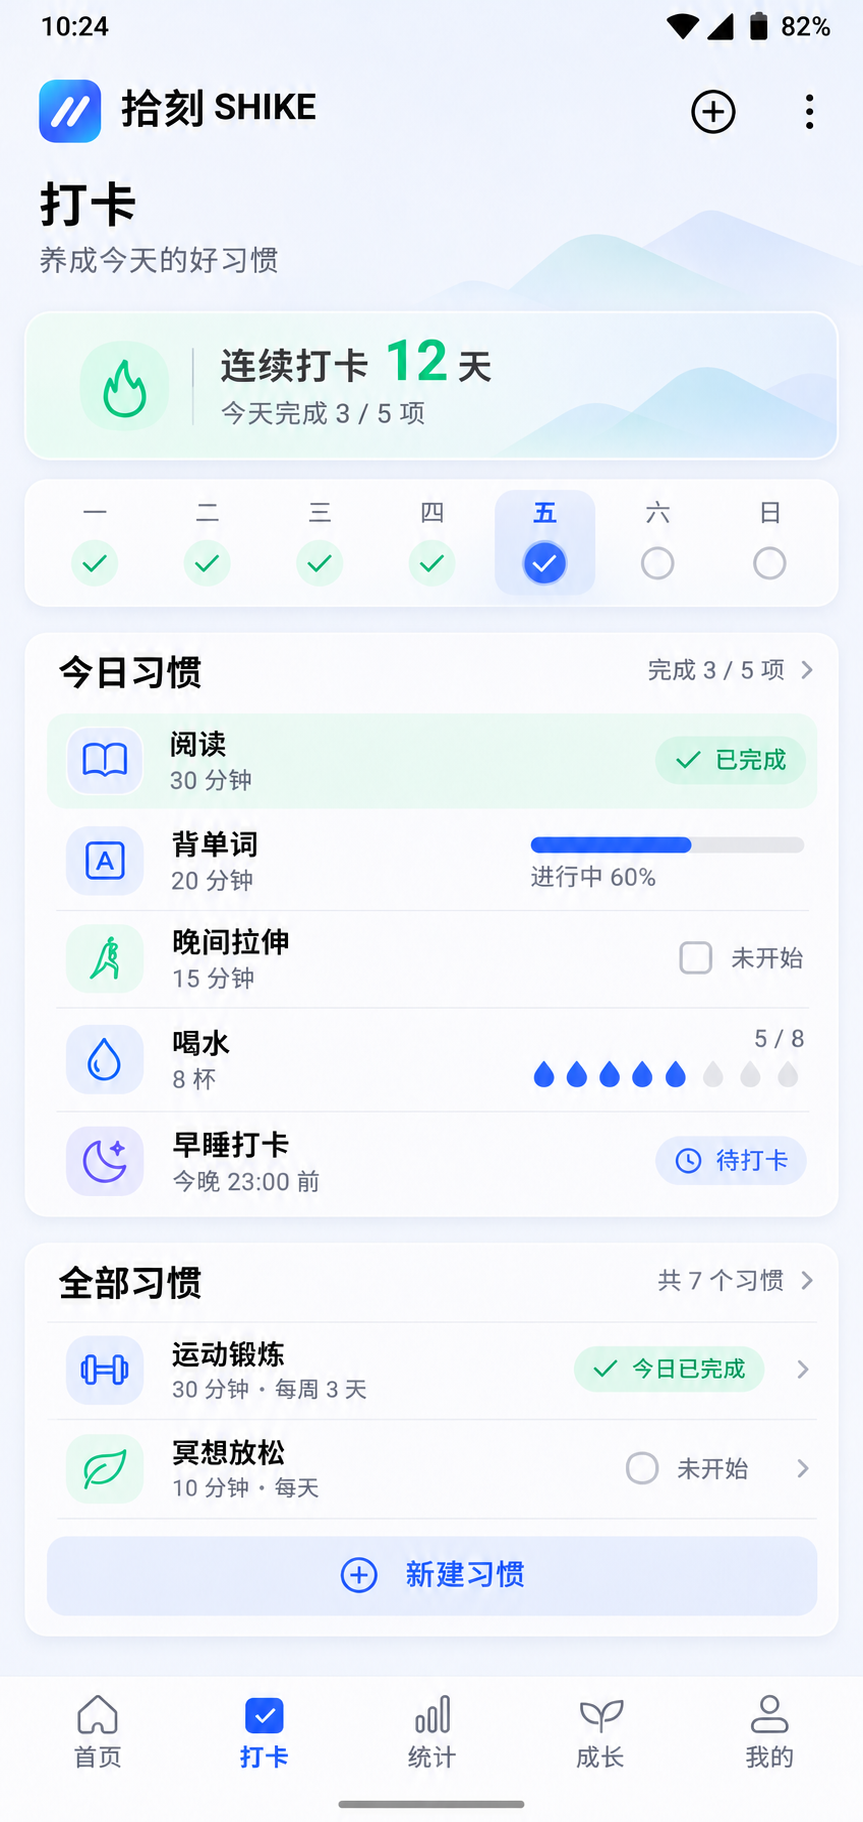 10:24 82%
拾刻 SHIKE
打卡
养成今天的好习惯
连续打卡 12 天
今天完成 3 / 5 项
一 二 三 四 五 六 日
今日习惯 完成 3 / 5 项
阅读
30 分钟
已完成
背单词
20 分钟
进行中 60%
晚间拉伸
15 分钟
未开始
喝水
8 杯
5 / 8
早睡打卡
今晚 23:00 前
待打卡
全部习惯 共 7 个习惯
运动锻炼
30 分钟 · 每周 3 天
今日已完成
冥想放松
10 分钟 · 每天
未开始
新建习惯
首页 打卡 统计 成长 我的